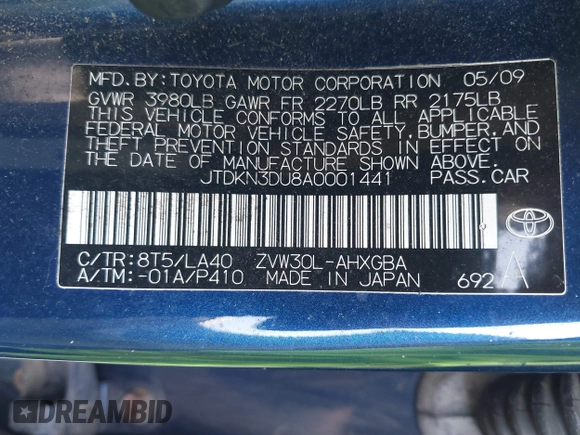 MFD. BY: TOYOTA MOTOR CORPORATION 05/09
GVWR 3980LB GAWR FR 2270LB RR 2175LB
THIS VEHICLE CONFORMS TO ALL APPLICABLE
FEDERAL MOTOR VEHICLE SAFETY, BUMPER, AND
THEFT PREVENTION STANDARDS IN EFFECT ON
THE DATE OF MANUFACTURE SHOWN ABOVE.
JTDKN3DU8A0001441 PASS. CAR
C/TR: 8T5/LA40 ZVW30L-AHXGBA
A/TM: -01A/P410 MADE IN JAPAN 692 A
DREAMBID